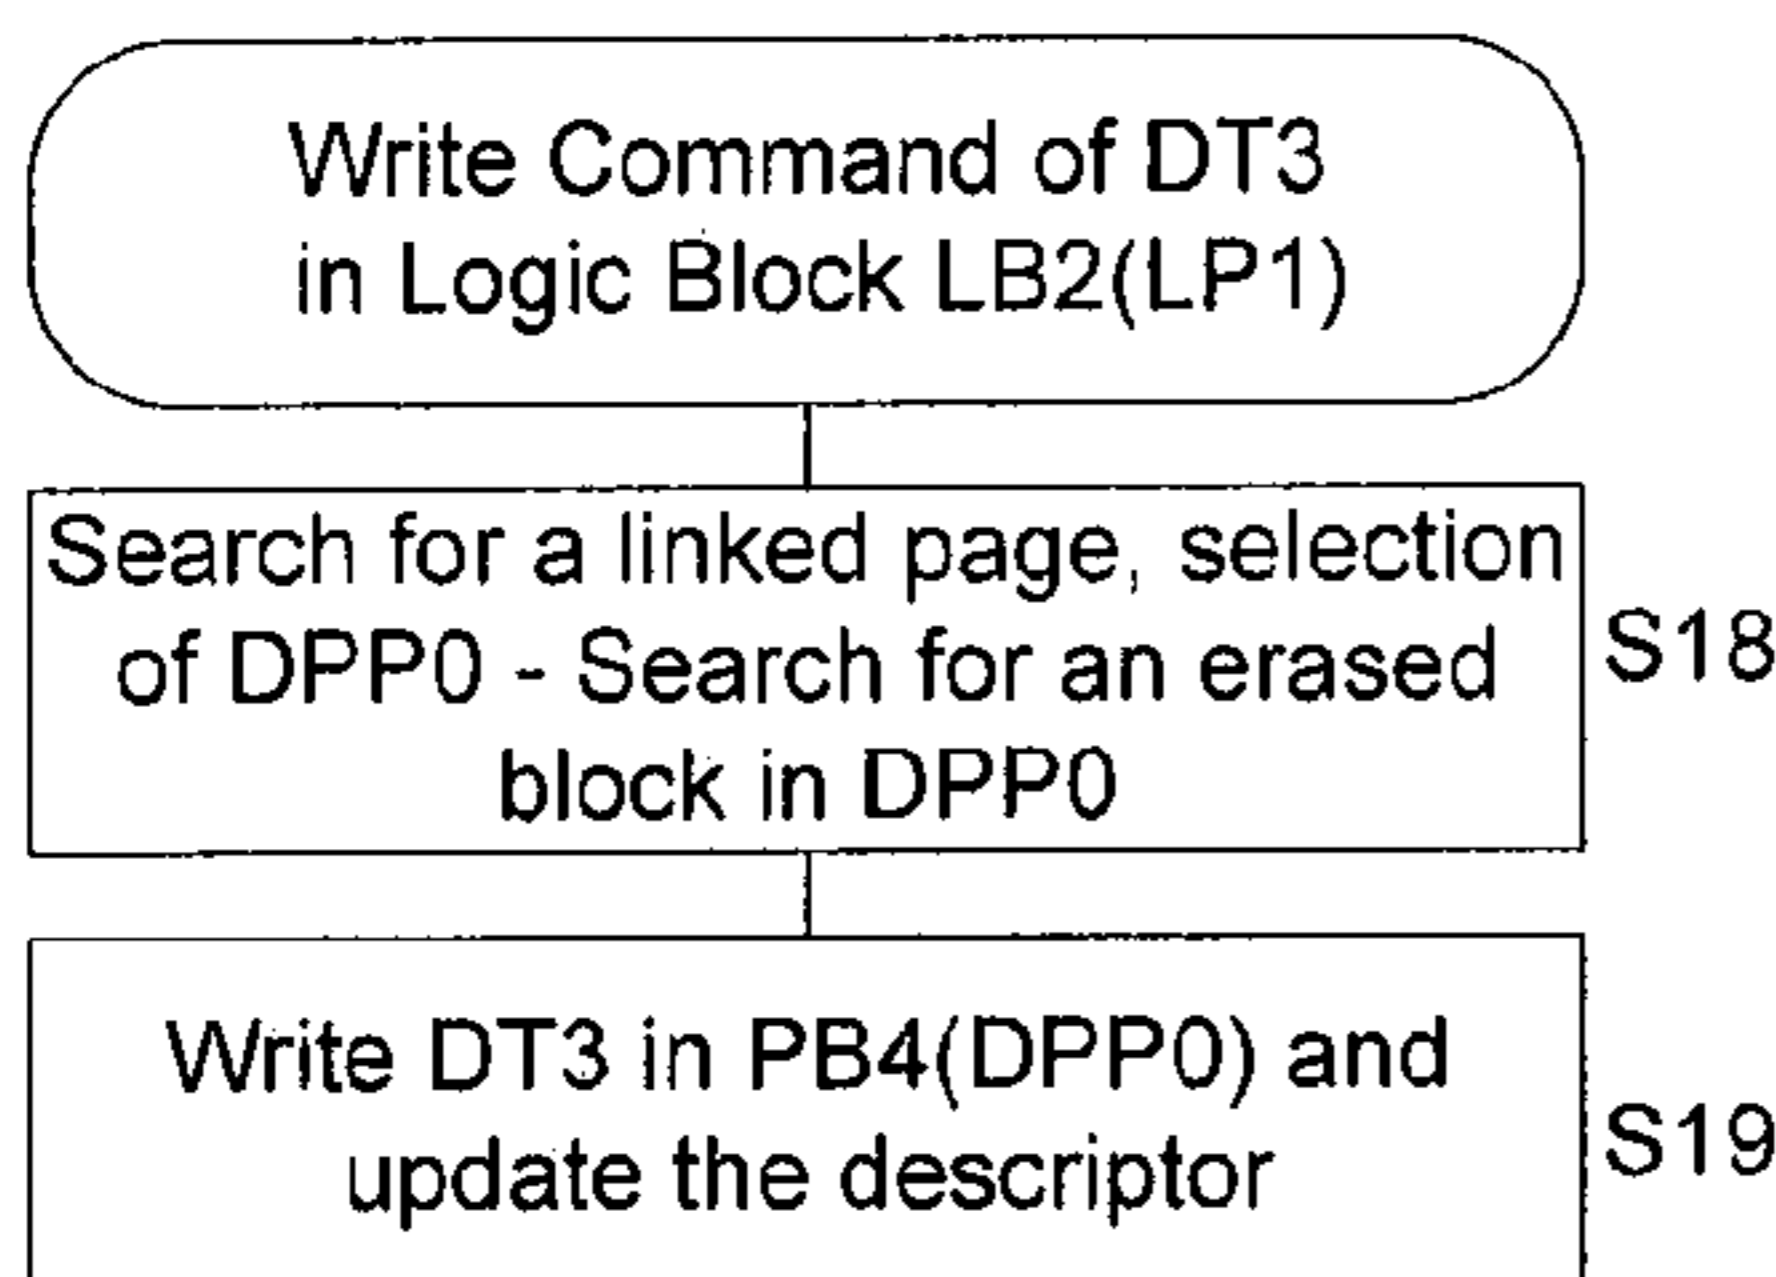 Write Command of DT3
in Logic Block LB2(LP1)
Search for a linked page, selection
of DPP0 - Search for an erased
block in DPP0
S18
Write DT3 in PB4(DPP0) and
update the descriptor
S19